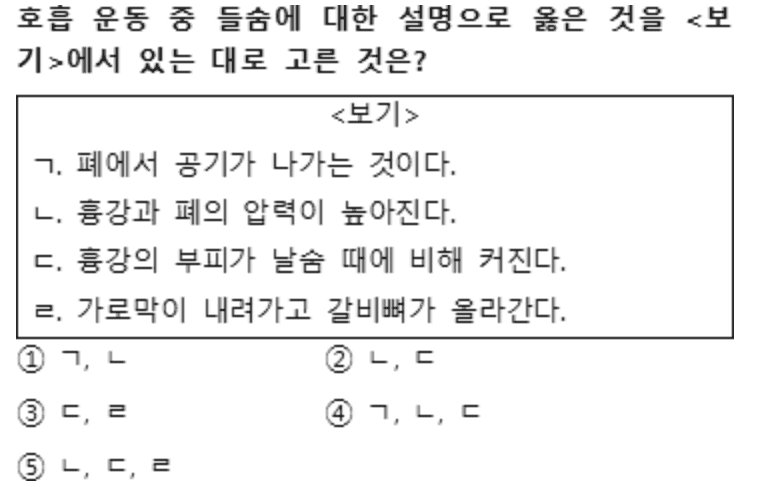 호흡 운동 중 들숨에 대한 설명으로 옳은 것을 <보
기>에서 있는 대로 고른 것은?
<보기>
ㄱ. 폐에서 공기가 나가는 것이다.
ㄴ. 흉강과 폐의 압력이 높아진다.
ㄷ. 흉강의 부피가 날숨 때에 비해 커진다.
ㄹ. 가로막이 내려가고 갈비뼈가 올라간다.
① ㄱ, ㄴ ② ㄴ, ㄷ
③ ㄷ, ㄹ ④ ㄱ, ㄴ, ㄷ
⑤ ㄴ, ㄷ, ㄹ